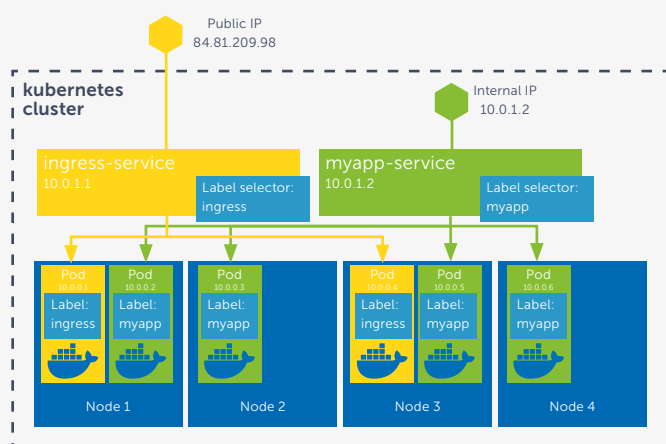 Public IP
84.81.209.98
kubernetes
cluster
Internal IP
10.0.1.2
ingress-service
10.0.1.1
Label selector:
ingress
myapp-service
10.0.1.2
Label selector:
myapp
Pod
10.0.0.1
Label:
ingress
Pod
10.0.0.2
Label:
myapp
Node 1
Pod
10.0.0.3
Label:
myapp
Node 2
Pod
10.0.0.4
Label:
ingress
Pod
10.0.0.5
Label:
myapp
Node 3
Pod
10.0.0.6
Label:
myapp
Node 4